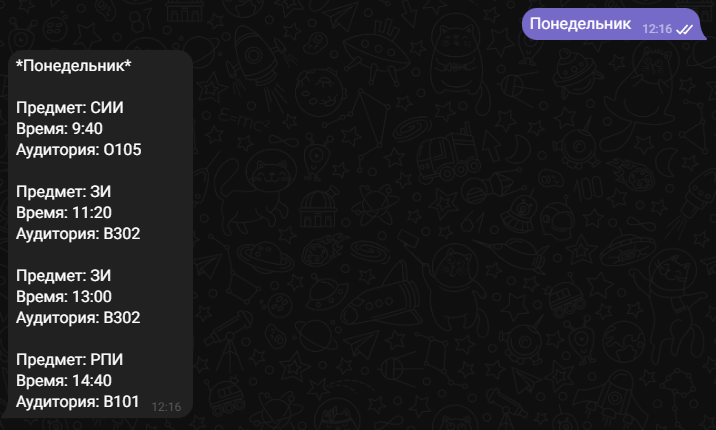 Понедельник 12:16
*Понедельник*
Предмет: СИИ
Время: 9:40
Аудитория: О105
Предмет: ЗИ
Время: 11:20
Аудитория: В302
Предмет: ЗИ
Время: 13:00
Аудитория: В302
Предмет: РПИ
Время: 14:40
Аудитория: В101 12:16